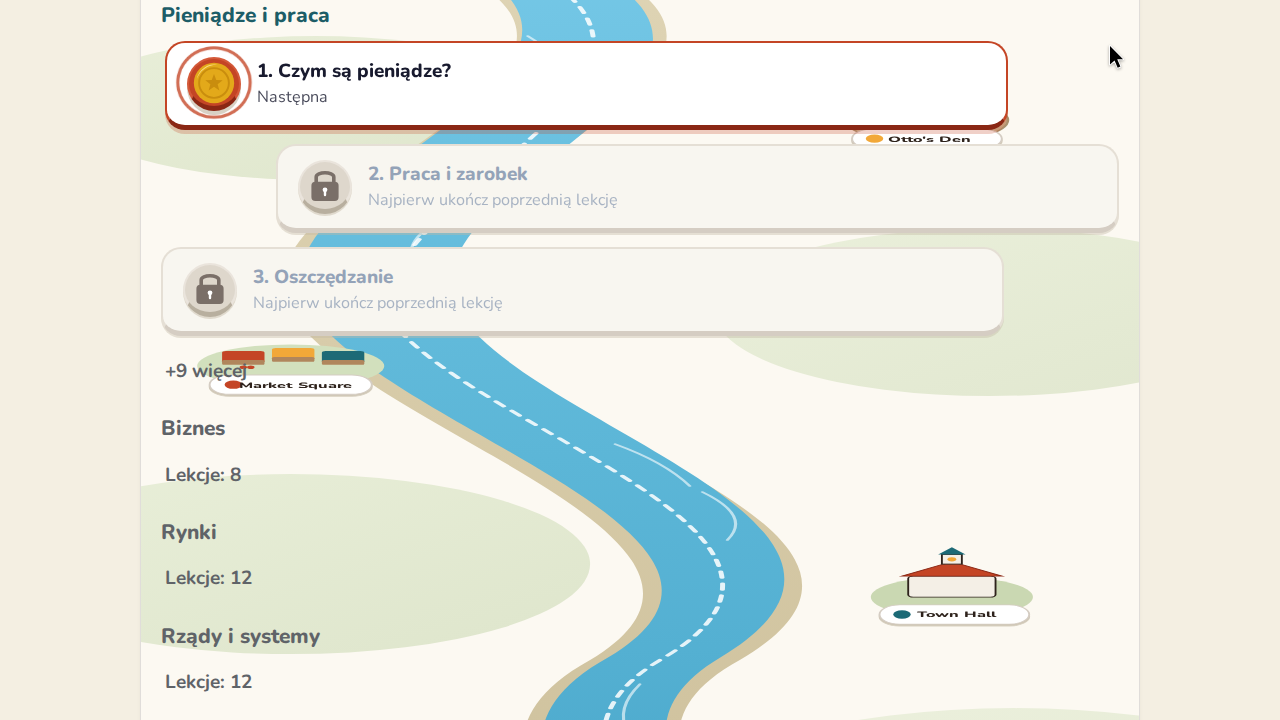 Pieniądze i praca
1. Czym są pieniądze?
Następna
Otto's Den
2. Praca i zarobek
Najpierw ukończ poprzednią lekcję
3. Oszczędzanie
Najpierw ukończ poprzednią lekcję
+9 więcej
Market Square
Biznes
Lekcje: 8
Rynki
Lekcje: 12
Town Hall
Rządy i systemy
Lekcje: 12